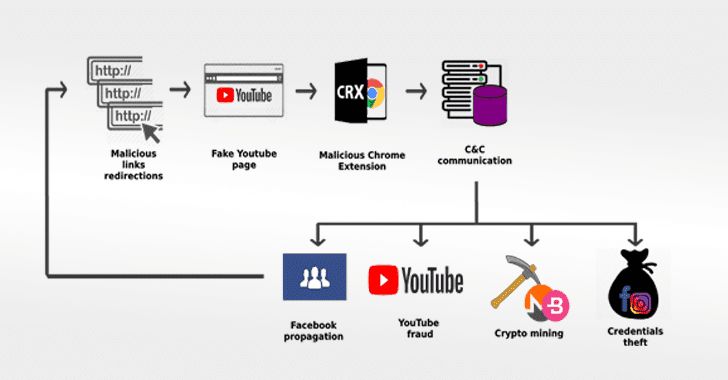 http://
http://
http://
YouTube
CRX
Malicious
links
redirections
Fake Youtube
page
Malicious Chrome
Extension
C&C
communication
YouTube
Facebook
propagation
YouTube
fraud
Crypto mining
Credentials
theft